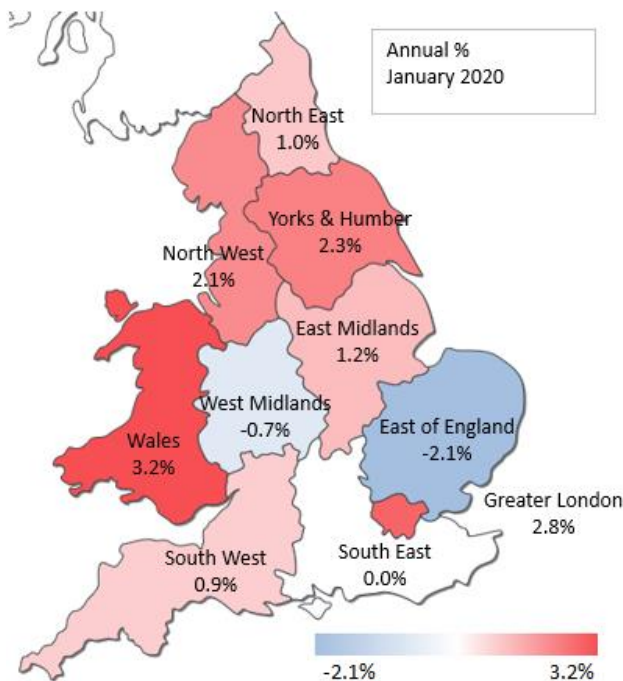 Annual %
January 2020
North East
1.0%
Yorks & Humber
2.3%
North West
2.1%
East Midlands
1.2%
West Midlands
-0.7%
East of England
-2.1%
Wales
3.2%
Greater London
2.8%
South East
0.0%
South West
0.9%
-2.1%
3.2%